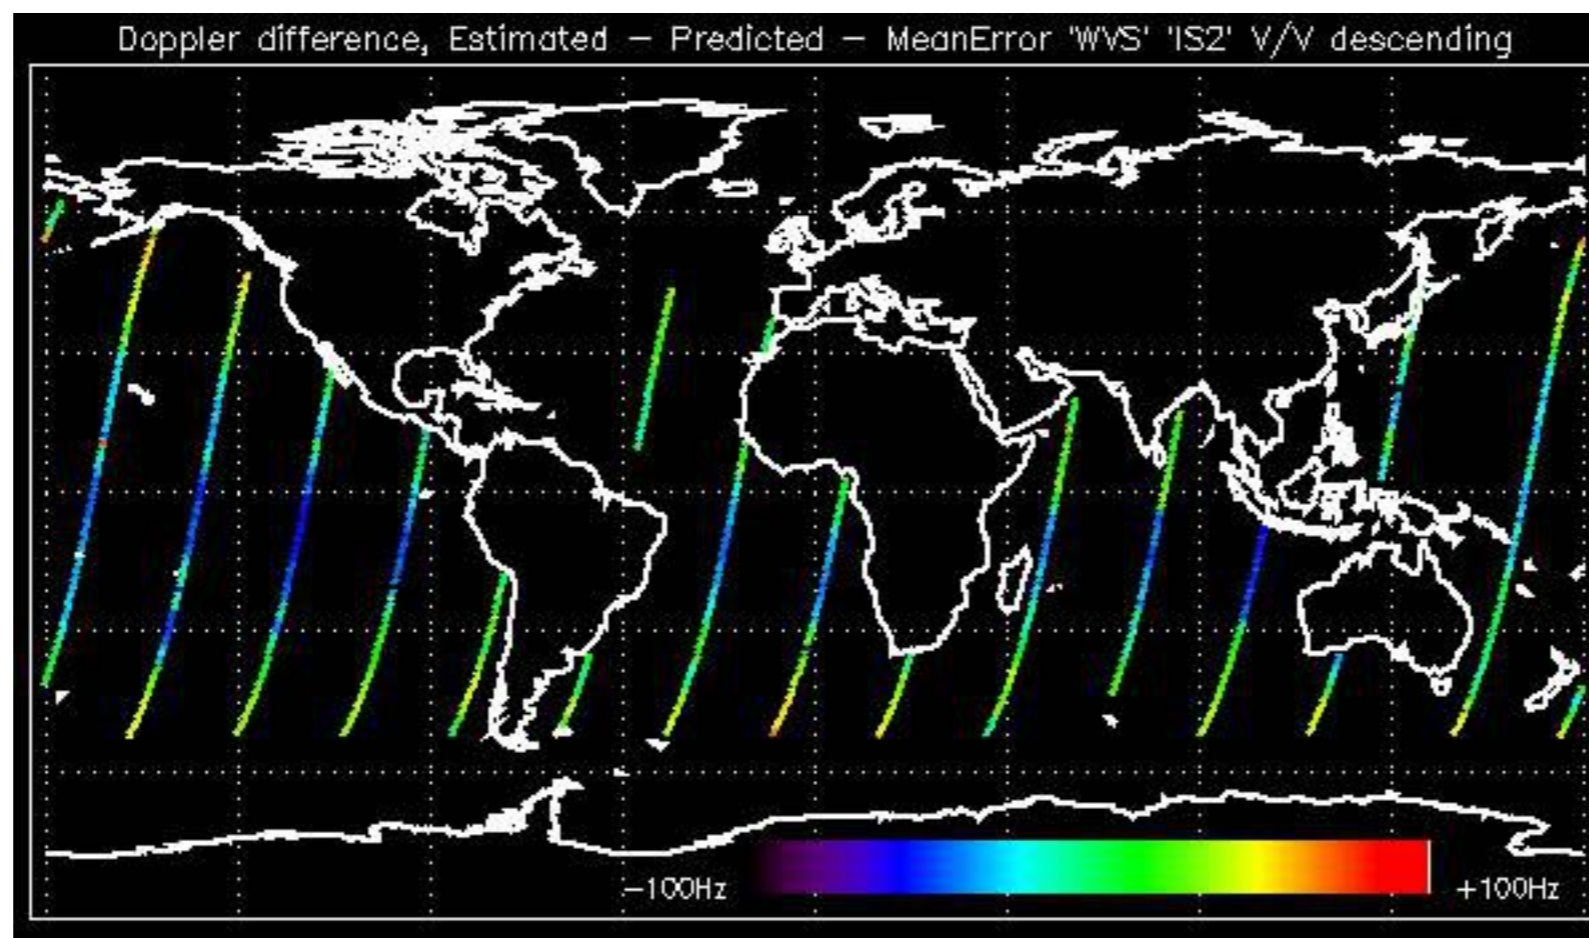 Doppler difference, Estimated – Predicted – MeanError 'WVS' 'IS2' V/V descending
-100Hz +100Hz